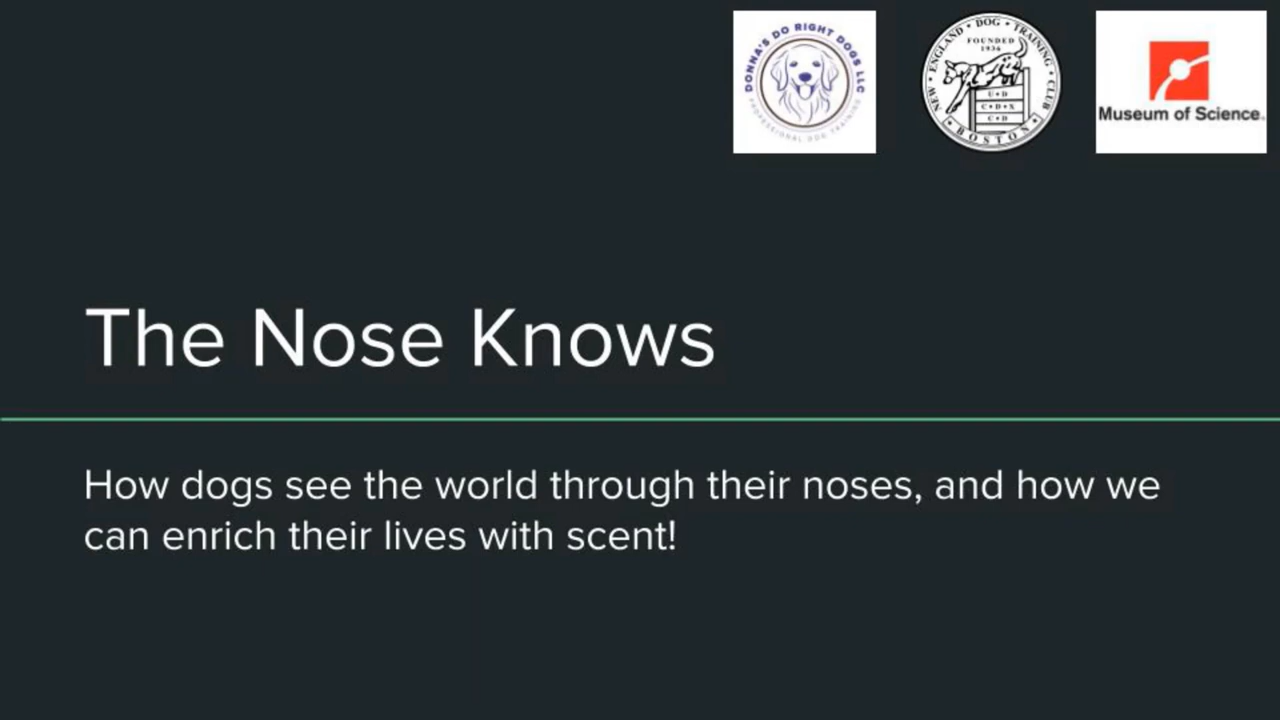 DONNA'S DO RIGHT DOGS LLC
PROFESSIONAL DOG TRAINING
NEW • ENGLAND • DOG • TRAINING • CLUB
FOUNDED
1936
U•D
C•D•X
C•D
• BOSTON •
Museum of Science.
The Nose Knows
How dogs see the world through their noses, and how we
can enrich their lives with scent!